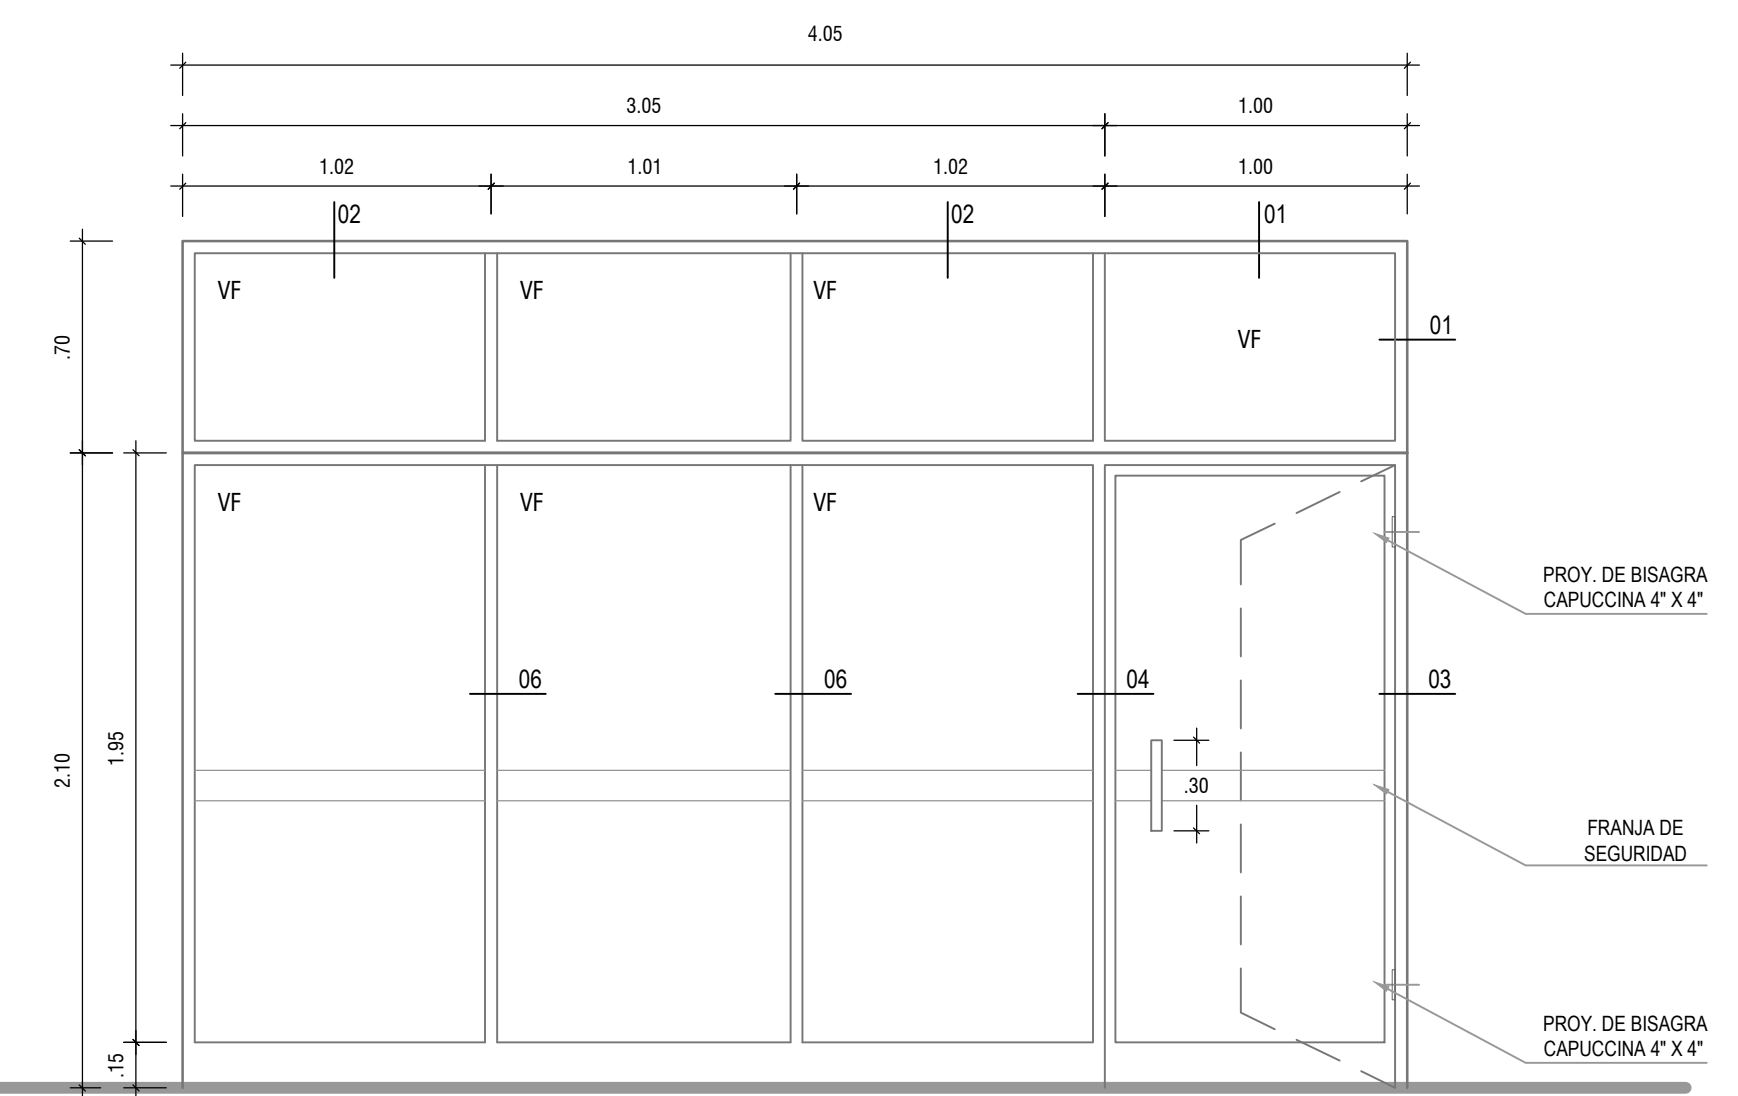 4.05
3.05
1.00
1.02
1.01
1.02
1.00
02
02
01
VF
VF
VF
VF
01
.70
VF
VF
VF
PROY. DE BISAGRA
CAPUCCINA 4" X 4"
06
06
04
03
2.10
1.95
.30
FRANJA DE
SEGURIDAD
PROY. DE BISAGRA
CAPUCCINA 4" X 4"
.15